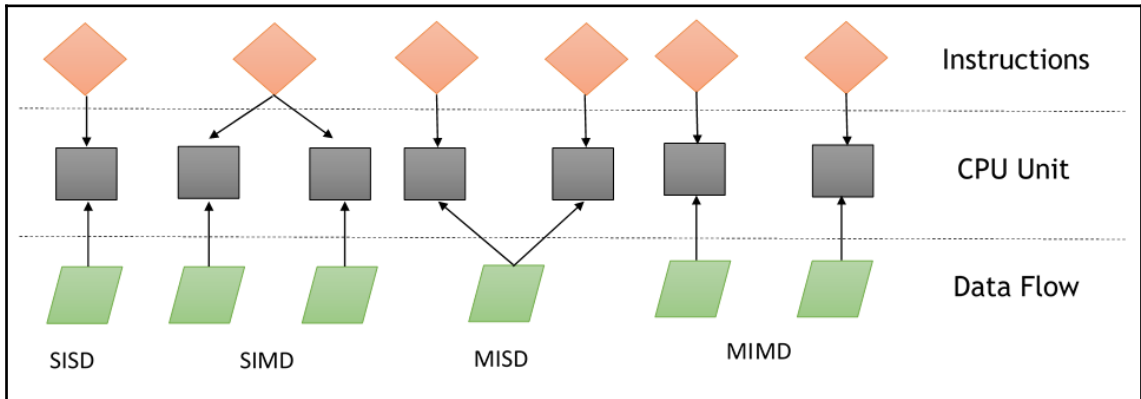 Instructions
CPU Unit
Data Flow
SISD
SIMD
MISD
MIMD